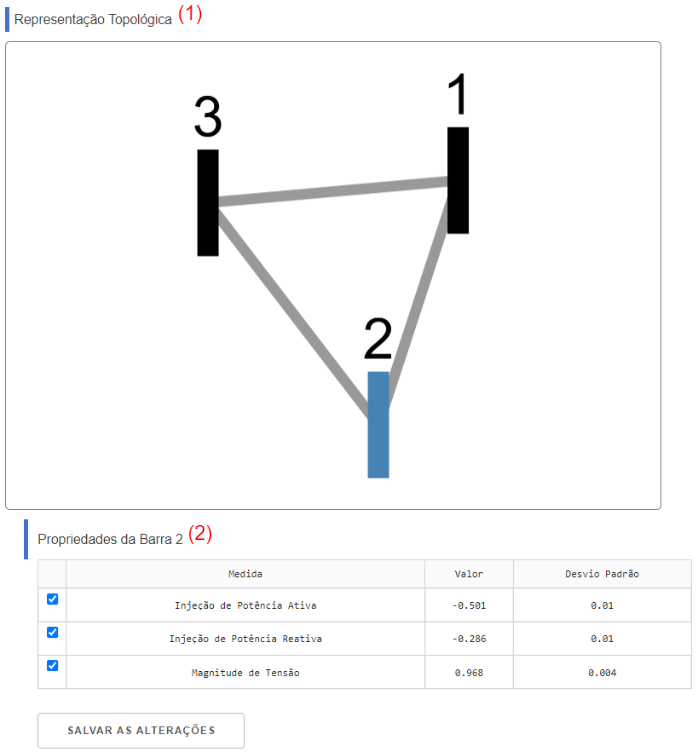 Representação Topológica (1)
1
3
2
Propriedades da Barra 2 (2)
Medida Valor Desvio Padrão
Injeção de Potência Ativa -0.501 0.01
Injeção de Potência Reativa -0.286 0.01
Magnitude de Tensão 0.968 0.004
SALVAR AS ALTERAÇÕES